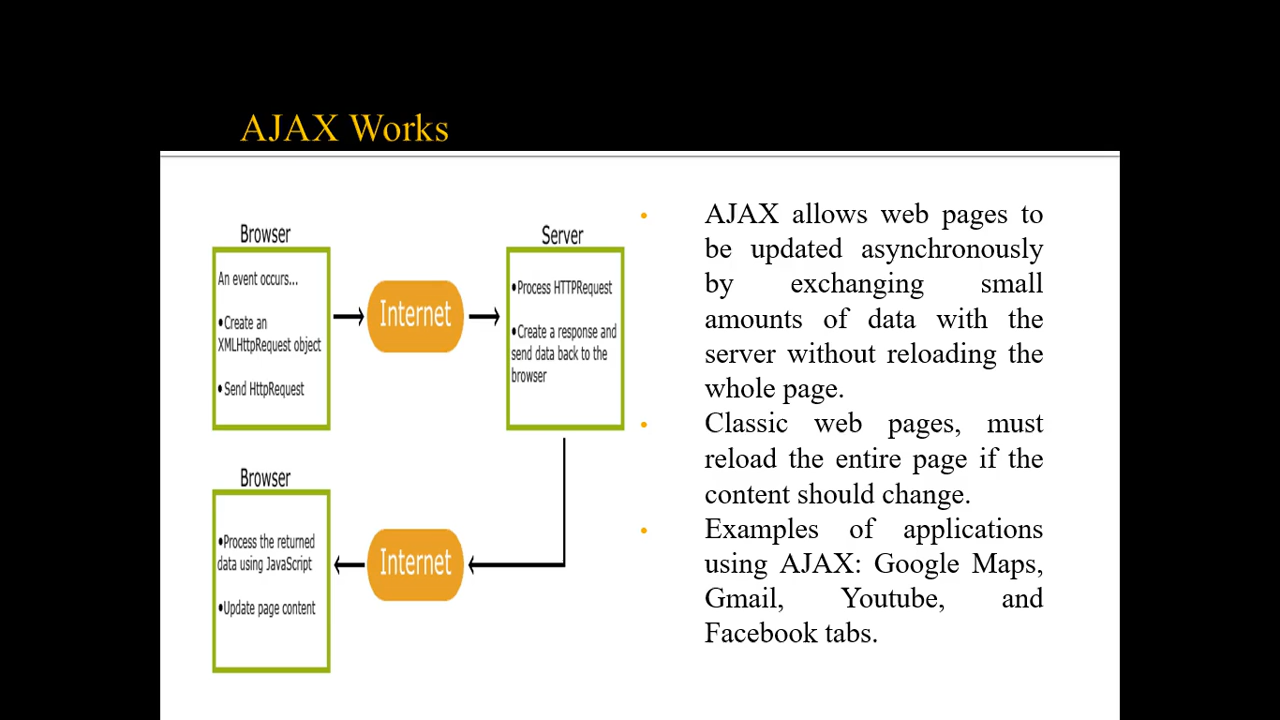 AJAX Works
Browser
An event occurs...
•Create an
XMLHttpRequest object
•Send HttpRequest
Internet
Server
•Process HTTPRequest
•Create a response and
send data back to the
browser
Browser
•Process the returned
data using JavaScript
•Update page content
Internet
• AJAX allows web pages to
be updated asynchronously
by exchanging small
amounts of data with the
server without reloading the
whole page.
• Classic web pages, must
reload the entire page if the
content should change.
• Examples of applications
using AJAX: Google Maps,
Gmail, Youtube, and
Facebook tabs.